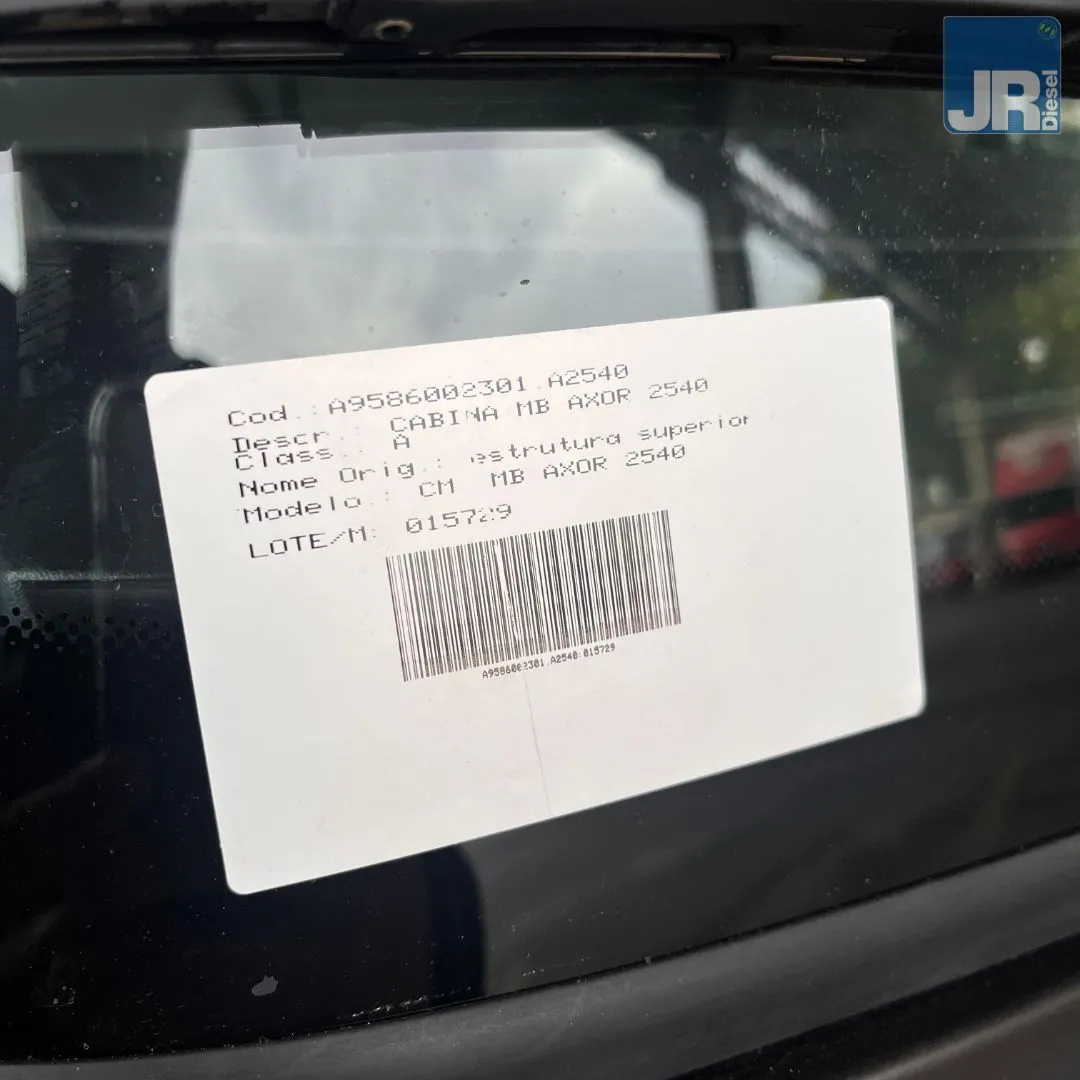 JR Diesel
Cod.: A9586002301.A2540
Descr.: CABINA MB AXOR 2540
Class.: A
Nome Orig.: estrutura superior
Modelo.: CM MB AXOR 2540
LOTE/M: 015729
A9586002301.A2540:015729